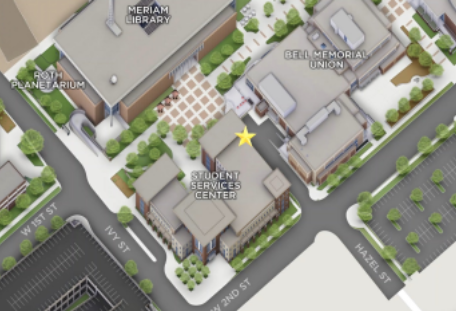 MERIAM
LIBRARY
BELL MEMORIAL
UNION
ROTH
PLANETARIUM
STUDENT
SERVICES
CENTER
W 1ST ST
IVY ST
W 2ND ST
HAZEL ST